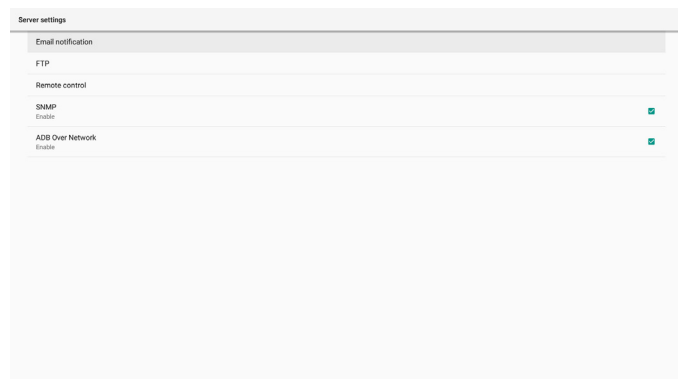 Server settings
Email notification
FTP
Remote control
SNMP
Enable
ADB Over Network
Enable